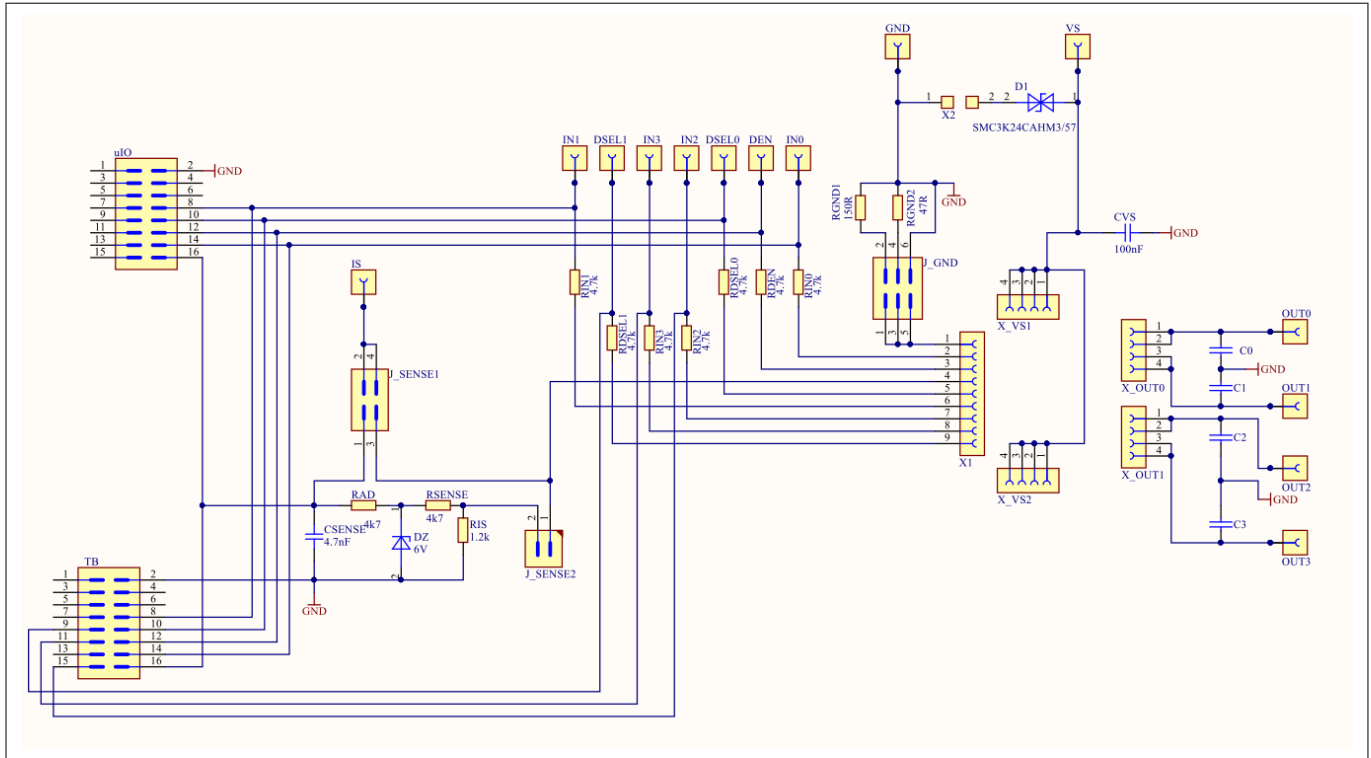 GND
VS
D1
1
2
2
1
X2
SMC3K24CAHM3/57
IN1
DSEL1
IN3
IN2
DSEL0
DEN
IN0
uIO
1
2
GND
3
4
5
6
7
8
9
10
11
12
13
14
15
16
RGND1
150R
RGND2
47R
GND
CVS
100nF
GND
2
4
6
J_GND
1
3
5
IS
RIN1
4.7k
RDSEL0
4.7k
RDEN
4.7k
RIN0
4.7k
RDSEL1
4.7k
RIN3
4.7k
RIN2
4.7k
4
3
2
1
X_VS1
2
4
J_SENSE1
1
3
1
2
3
4
5
6
7
8
9
X1
1
2
3
4
X_OUT0
C0
GND
C1
OUT0
OUT1
1
2
3
4
X_OUT1
C2
GND
C3
OUT2
OUT3
4
3
2
1
X_VS2
RAD
4k7
RSENSE
4k7
CSENSE
4.7nF
1
DZ
6V
2
RIS
1.2k
2
1
J_SENSE2
GND
TB
1
2
3
4
5
6
7
8
9
10
11
12
13
14
15
16